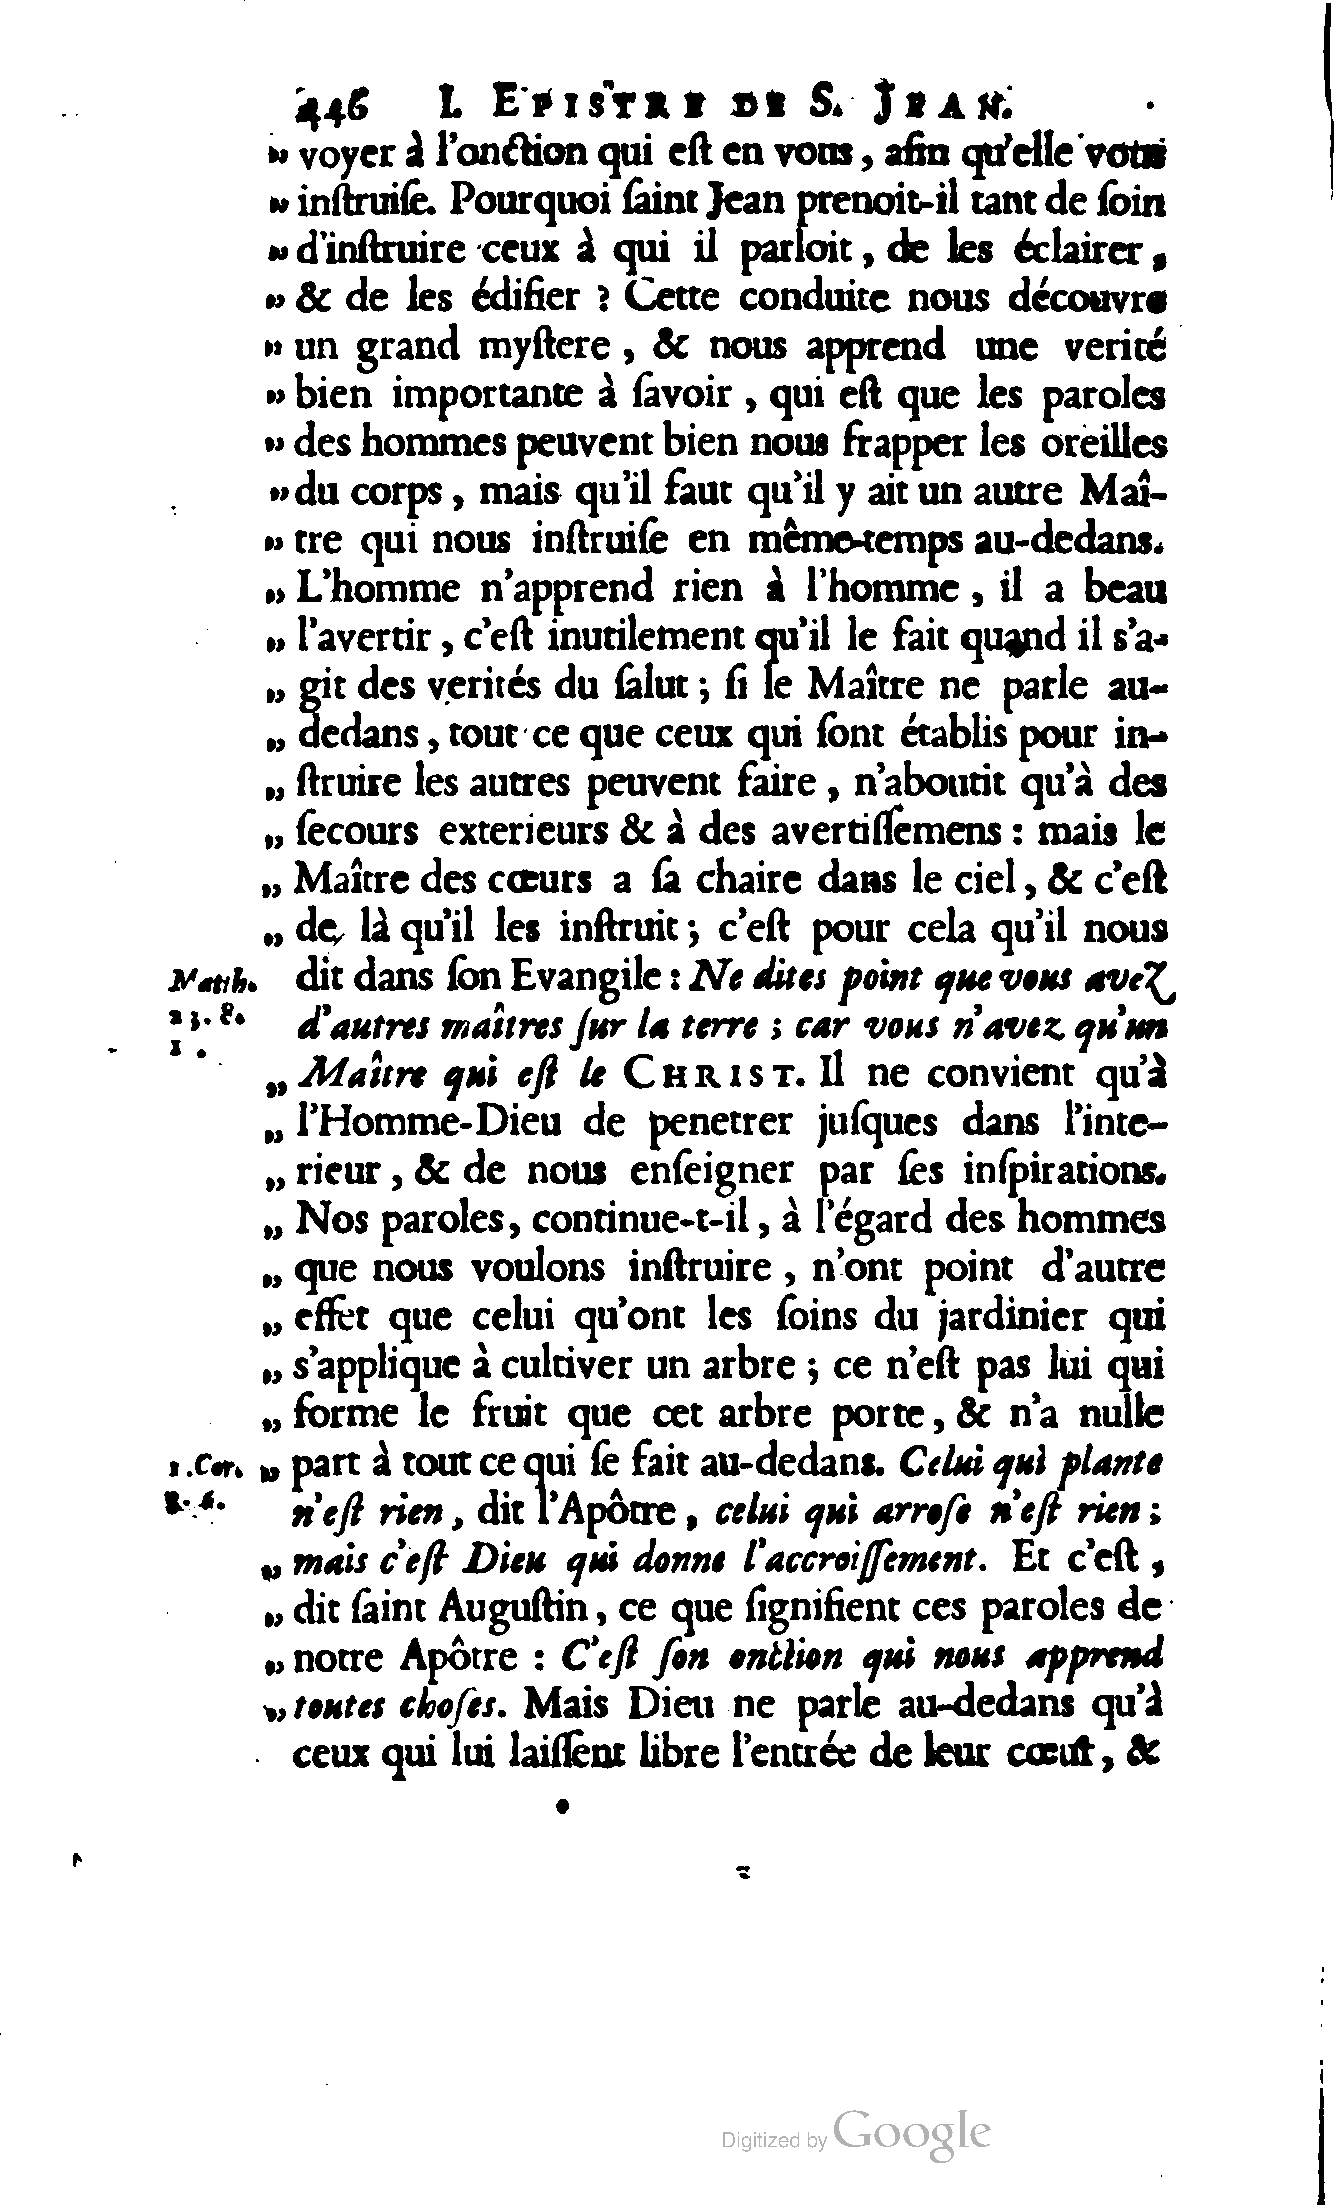 446 I. EPISTRE DE S. JEAN.
„ voyer à l'onction qui eſt en vous, afin qu'elle vous
„ inſtruiſe. Pourquoi ſaint Jean prenoit-il tant de ſoin
„ d'inſtruire ceux à qui il parloit, de les éclairer,
„ & de les édifier ? Cette conduite nous découvre
„ un grand myſtere, & nous apprend une verité
„ bien importante à ſavoir, qui eſt que les paroles
„ des hommes peuvent bien nous frapper les oreilles
„ du corps, mais qu'il faut qu'il y ait un autre Maî-
„ tre qui nous inſtruiſe en même-temps au-dedans.
„ L'homme n'apprend rien à l'homme, il a beau
„ l'avertir, c'eſt inutilement qu'il le fait quand il s'a-
„ git des verités du ſalut; ſi le Maître ne parle au-
„ dedans, tout ce que ceux qui ſont établis pour in-
„ ſtruire les autres peuvent faire, n'aboutit qu'à des
„ ſecours exterieurs & à des avertiſſemens : mais le
„ Maître des cœurs a ſa chaire dans le ciel, & c'eſt
„ de là qu'il les inſtruit; c'eſt pour cela qu'il nous
Matth. dit dans ſon Evangile : Ne dites point que vous avez
23. 8. d'autres maîtres ſur la terre ; car vous n'avez qu'un
1.
„ Maître qui eſt le CHRIST. Il ne convient qu'à
„ l'Homme-Dieu de penetrer juſques dans l'inte-
„ rieur, & de nous enſeigner par ſes inſpirations.
„ Nos paroles, continue-t-il, à l'égard des hommes
„ que nous voulons inſtruire, n'ont point d'autre
„ effet que celui qu'ont les ſoins du jardinier qui
„ s'applique à cultiver un arbre ; ce n'eſt pas lui qui
„ forme le fruit que cet arbre porte, & n'a nulle
1. Cor. „ part à tout ce qui ſe fait au-dedans. Celui qui plante
n'eſt rien, dit l'Apôtre, celui qui arroſe n'eſt rien ;
„ mais c'eſt Dieu qui donne l'accroiſſement. Et c'eſt,
„ dit ſaint Auguſtin, ce que ſignifient ces paroles de
„ notre Apôtre : C'eſt ſon onction qui nous apprend
„ toutes choſes. Mais Dieu ne parle au-dedans qu'à
ceux qui lui laiſſent libre l'entrée de leur cœur, &
Digitized by Google